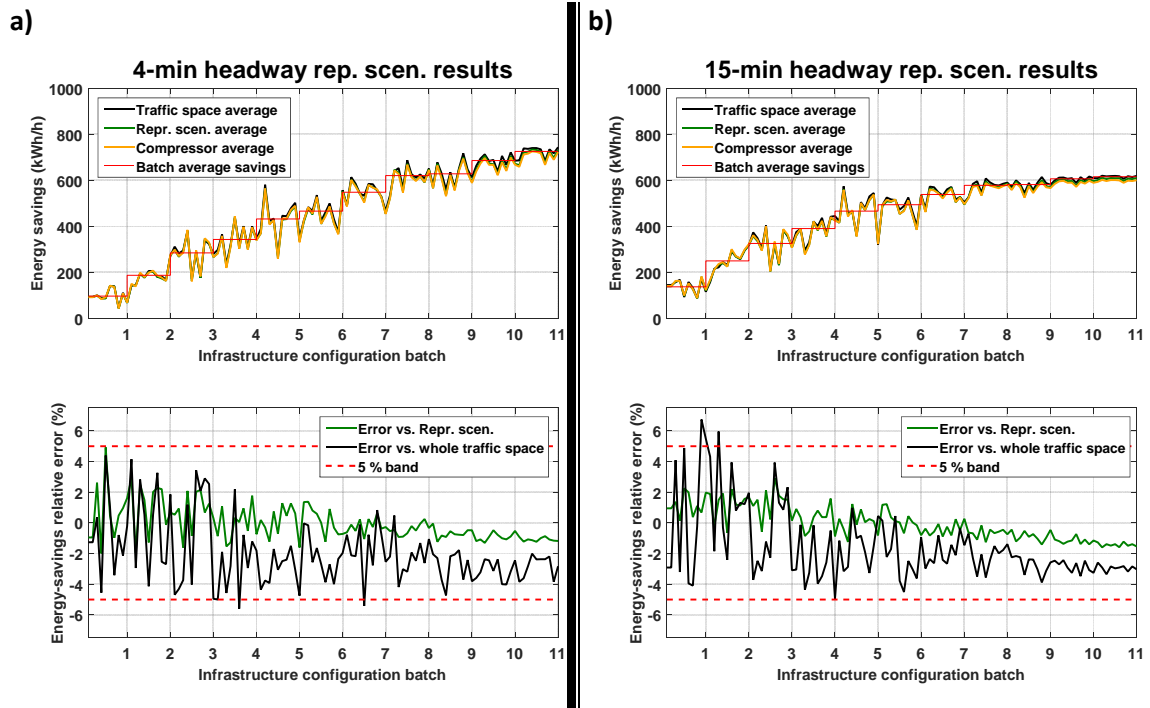 a)
4-min headway rep. scen. results
1000
800
600
400
200
0
Energy savings (kWh/h)
Traffic space average
Repr. scen. average
Compressor average
Batch average savings
1 2 3 4 5 6 7 8 9 10 11
Infrastructure configuration batch
6
4
2
0
-2
-4
-6
Energy-savings relative error (%)
Error vs. Repr. scen.
Error vs. whole traffic space
5 % band
1 2 3 4 5 6 7 8 9 10 11
Infrastructure configuration batch
b)
15-min headway rep. scen. results
1000
800
600
400
200
0
Energy savings (kWh/h)
Traffic space average
Repr. scen. average
Compressor average
Batch average savings
1 2 3 4 5 6 7 8 9 10 11
Infrastructure configuration batch
6
4
2
0
-2
-4
-6
Energy-savings relative error (%)
Error vs. Repr. scen.
Error vs. whole traffic space
5 % band
1 2 3 4 5 6 7 8 9 10 11
Infrastructure configuration batch